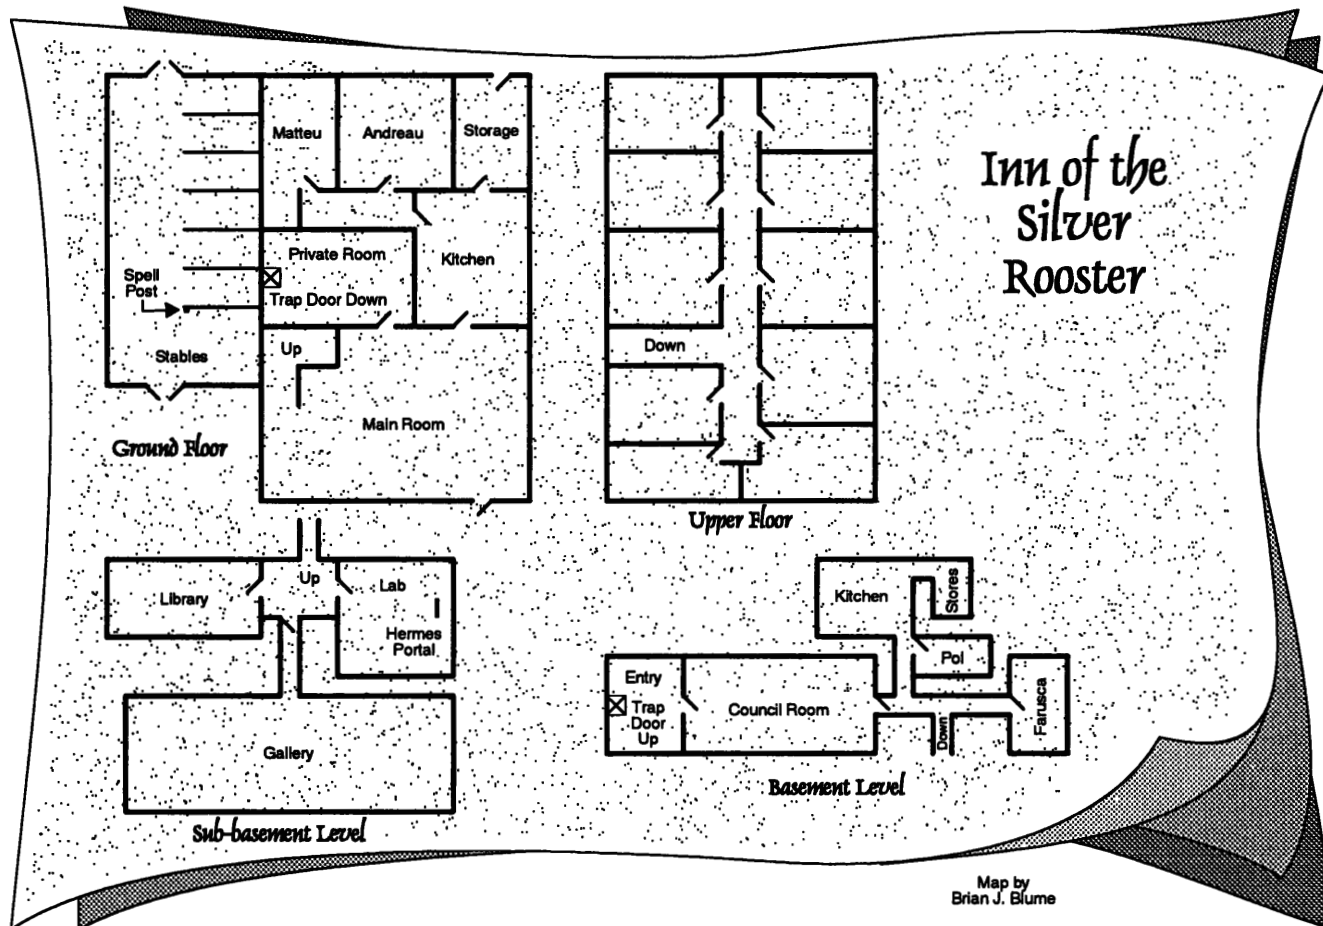 Inn of the
Silver
Rooster
Matteu
Andreau
Storage
Private Room
Kitchen
Trap Door Down
Spell
Post
Stables
Up
Main Room
Ground Floor
Down
Upper Floor
Library
Up
Lab
Hermes
Portal
Gallery
Sub-basement Level
Kitchen
Stores
Pol
Entry
Trap
Door
Up
Council Room
Down
Farusca
Basement Level
Map by
Brian J. Blume